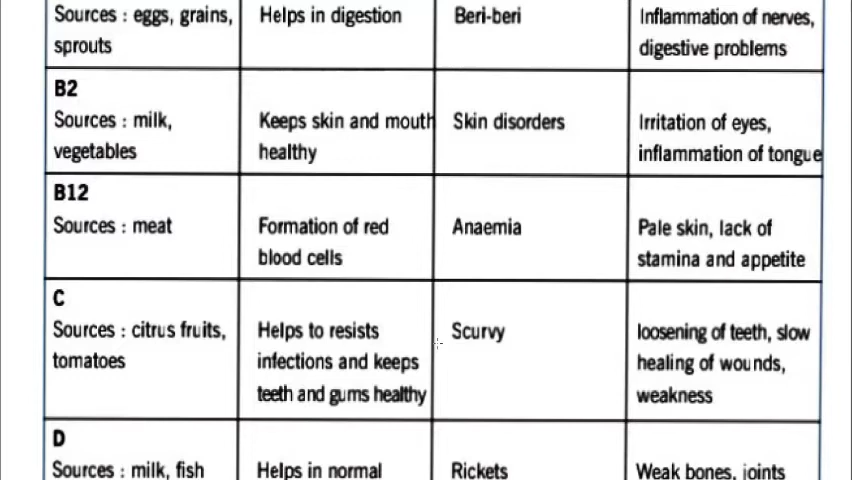 Sources : eggs, grains, Helps in digestion Beri-beri Inflammation of nerves,
sprouts digestive problems
B2
Sources : milk, Keeps skin and mouth Skin disorders Irritation of eyes,
vegetables healthy inflammation of tongue
B12
Sources : meat Formation of red Anaemia Pale skin, lack of
blood cells stamina and appetite
C
Sources : citrus fruits, Helps to resists Scurvy loosening of teeth, slow
tomatoes infections and keeps healing of wounds,
teeth and gums healthy weakness
D
Sources : milk, fish Helps in normal Rickets Weak bones, joints